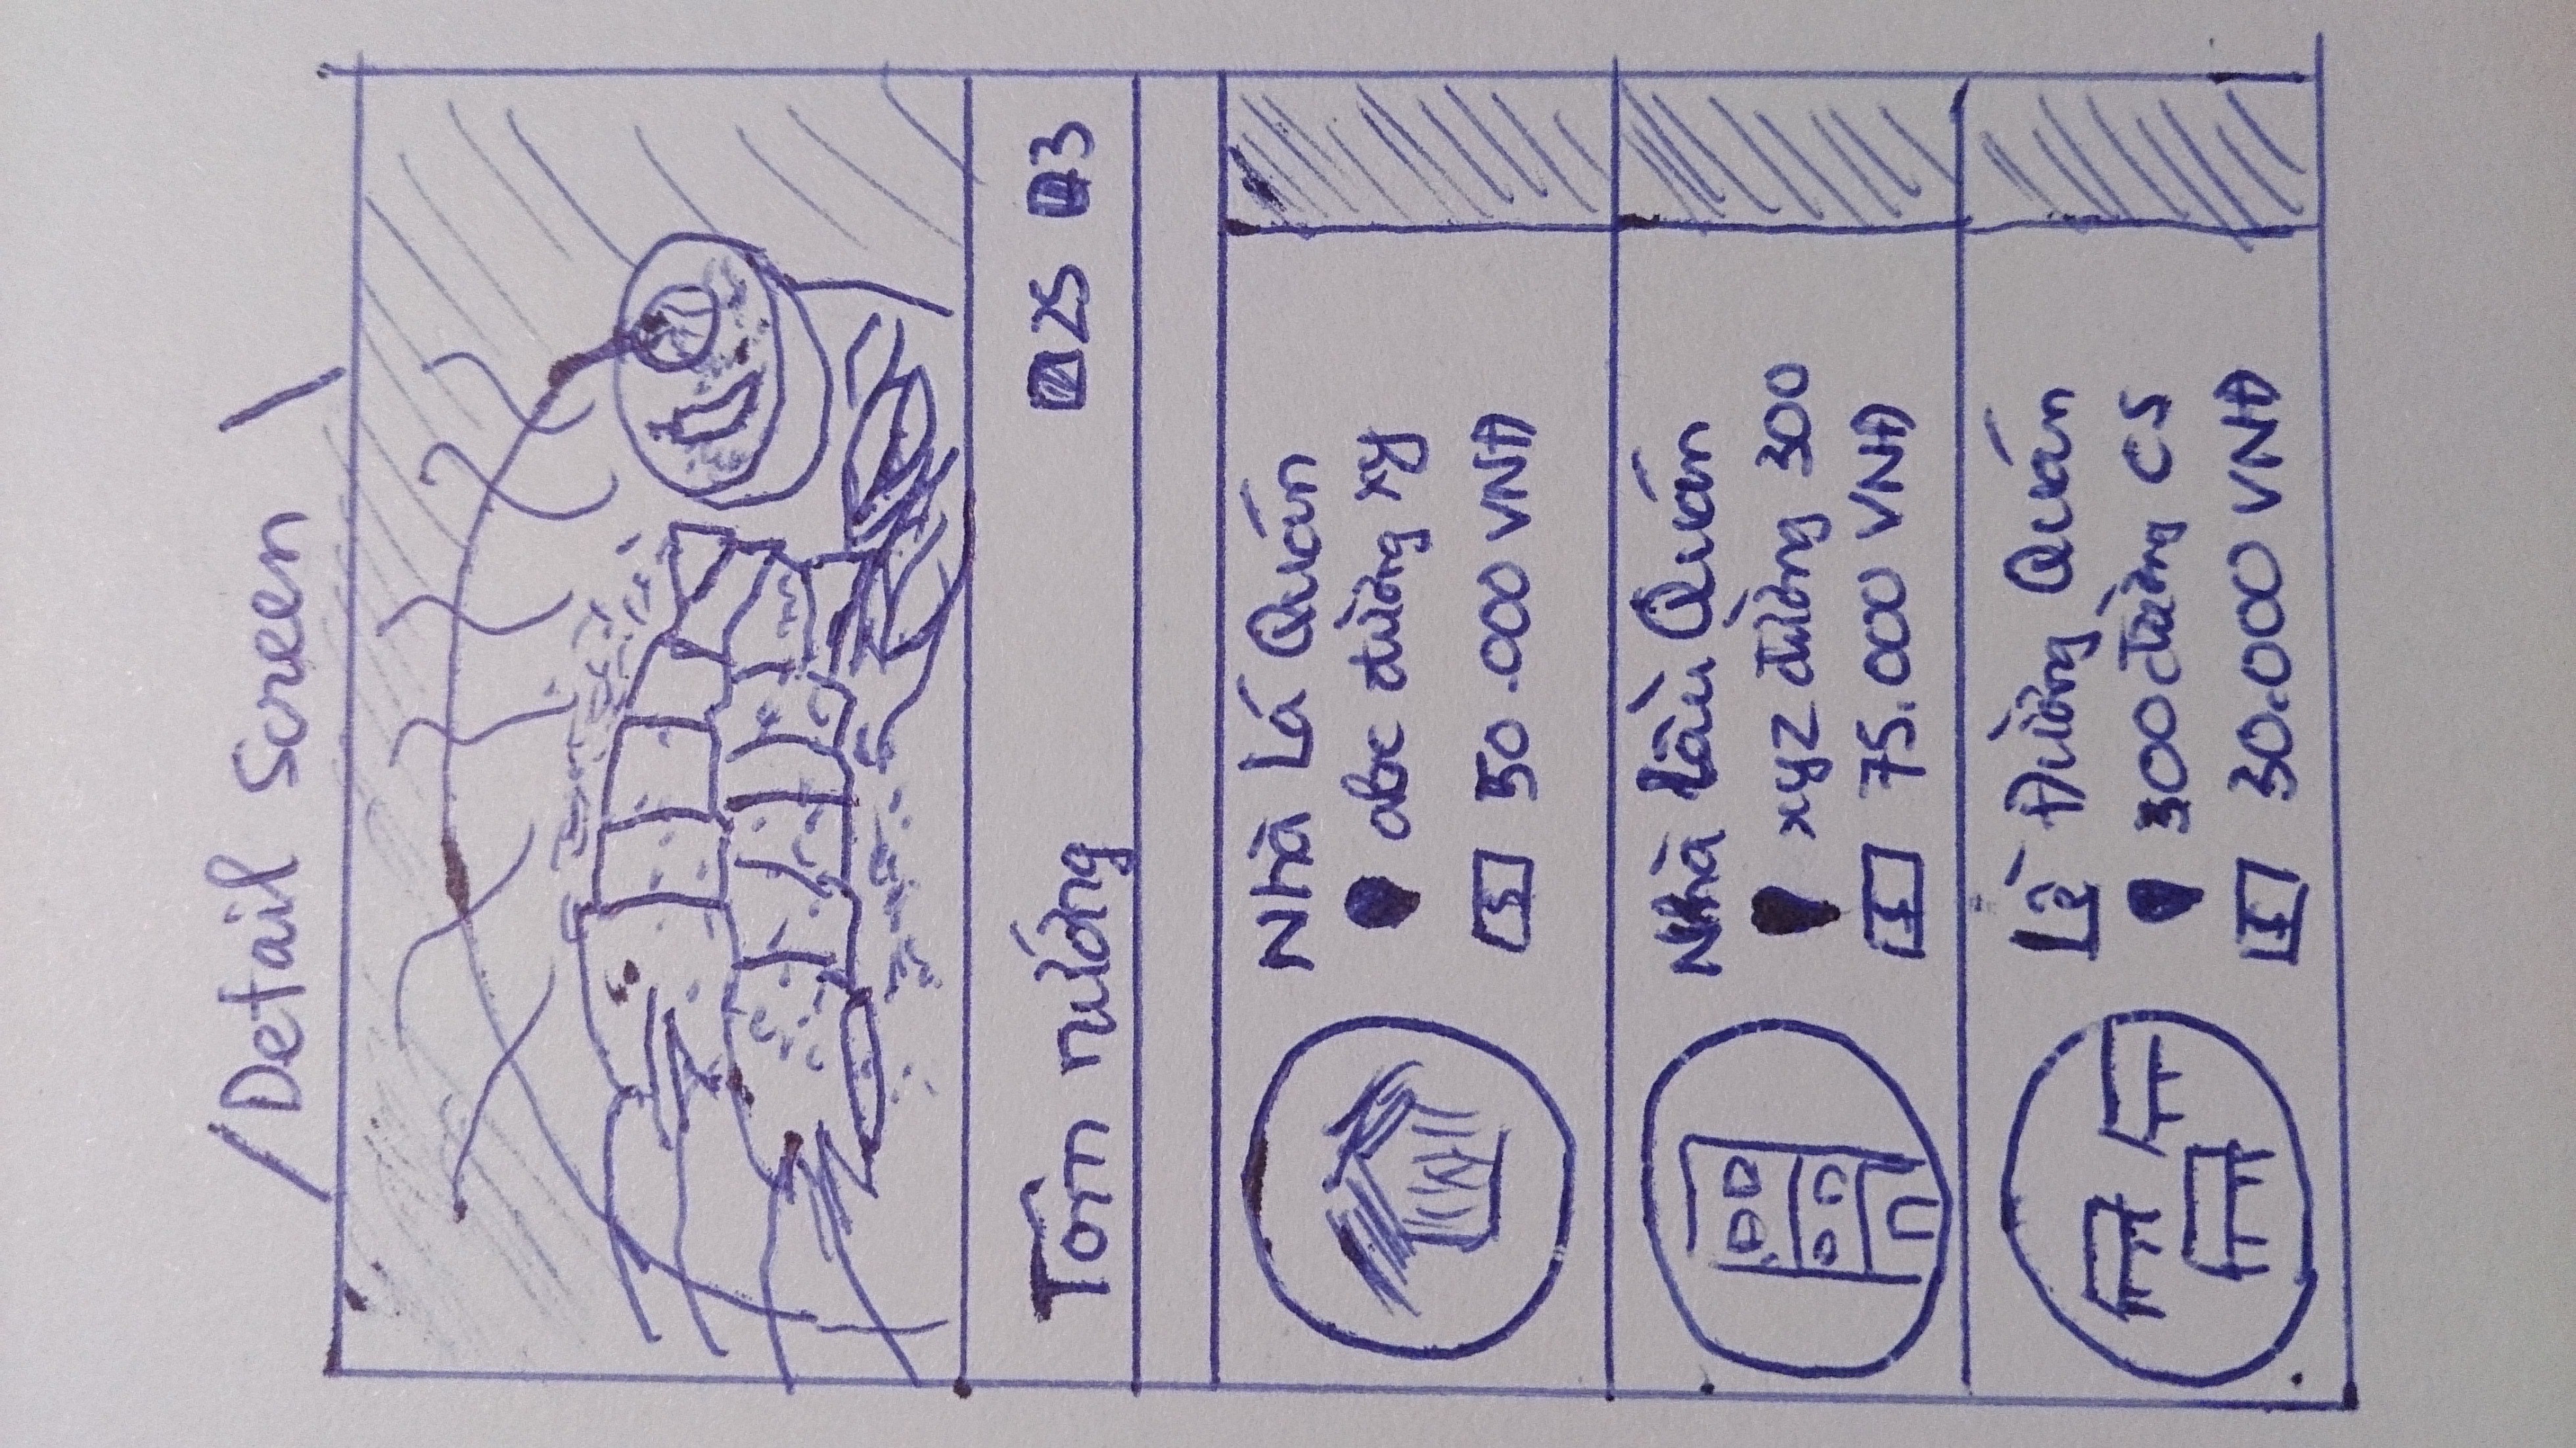 Detail Screen
Tôm nướng 25 3
Nhà Lá Quán
abc đường xy
$ 50.000 VNĐ
Nhà Lầu Quán
xyz đường 300
$ 75.000 VNĐ
Lề Đường Quán
300 đường CS
$ 30.000 VNĐ